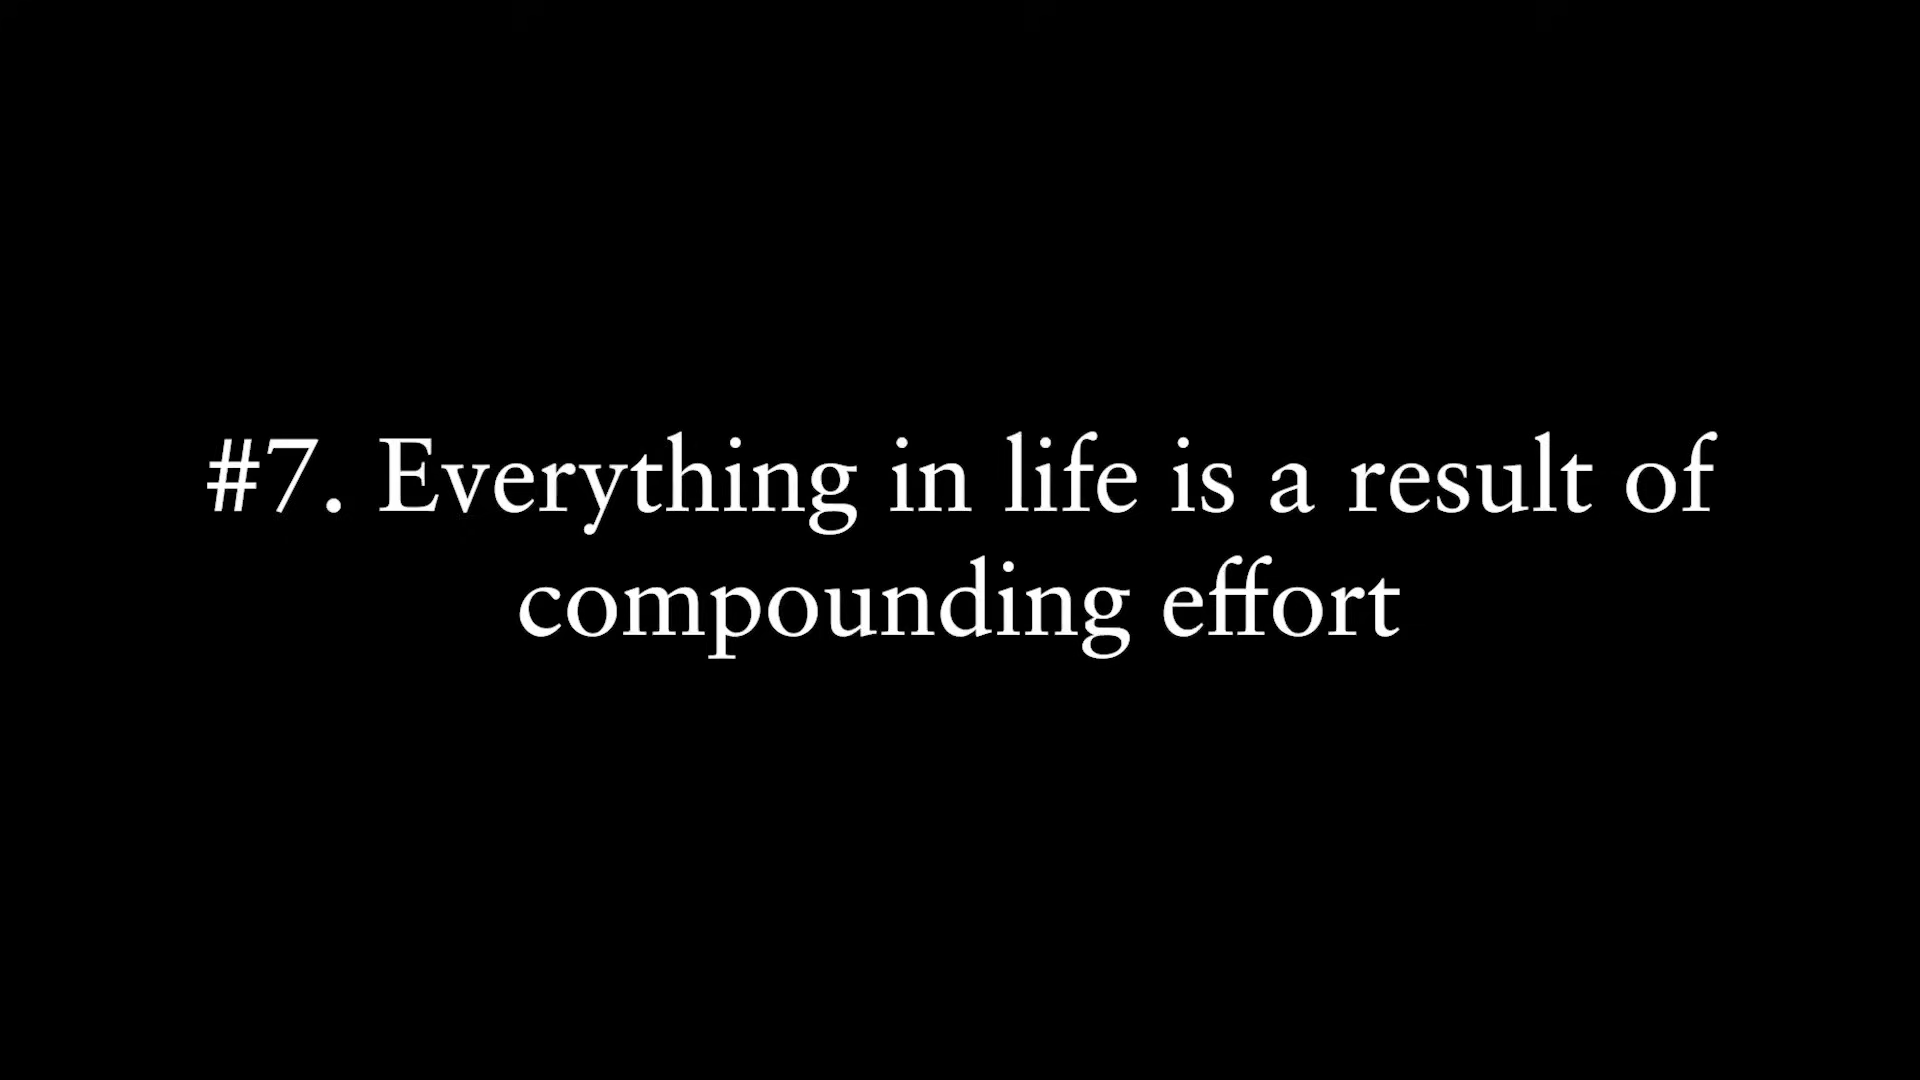 #7. Everything in life is a result of
compounding effort